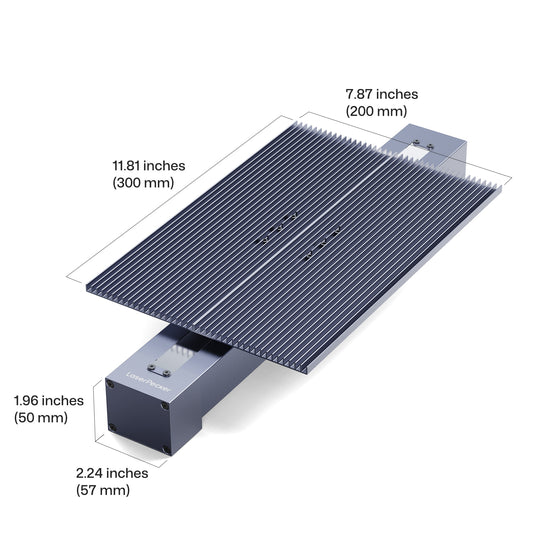 7.87 inches
(200 mm)
11.81 inches
(300 mm)
LaserPecker
1.96 inches
(50 mm)
2.24 inches
(57 mm)